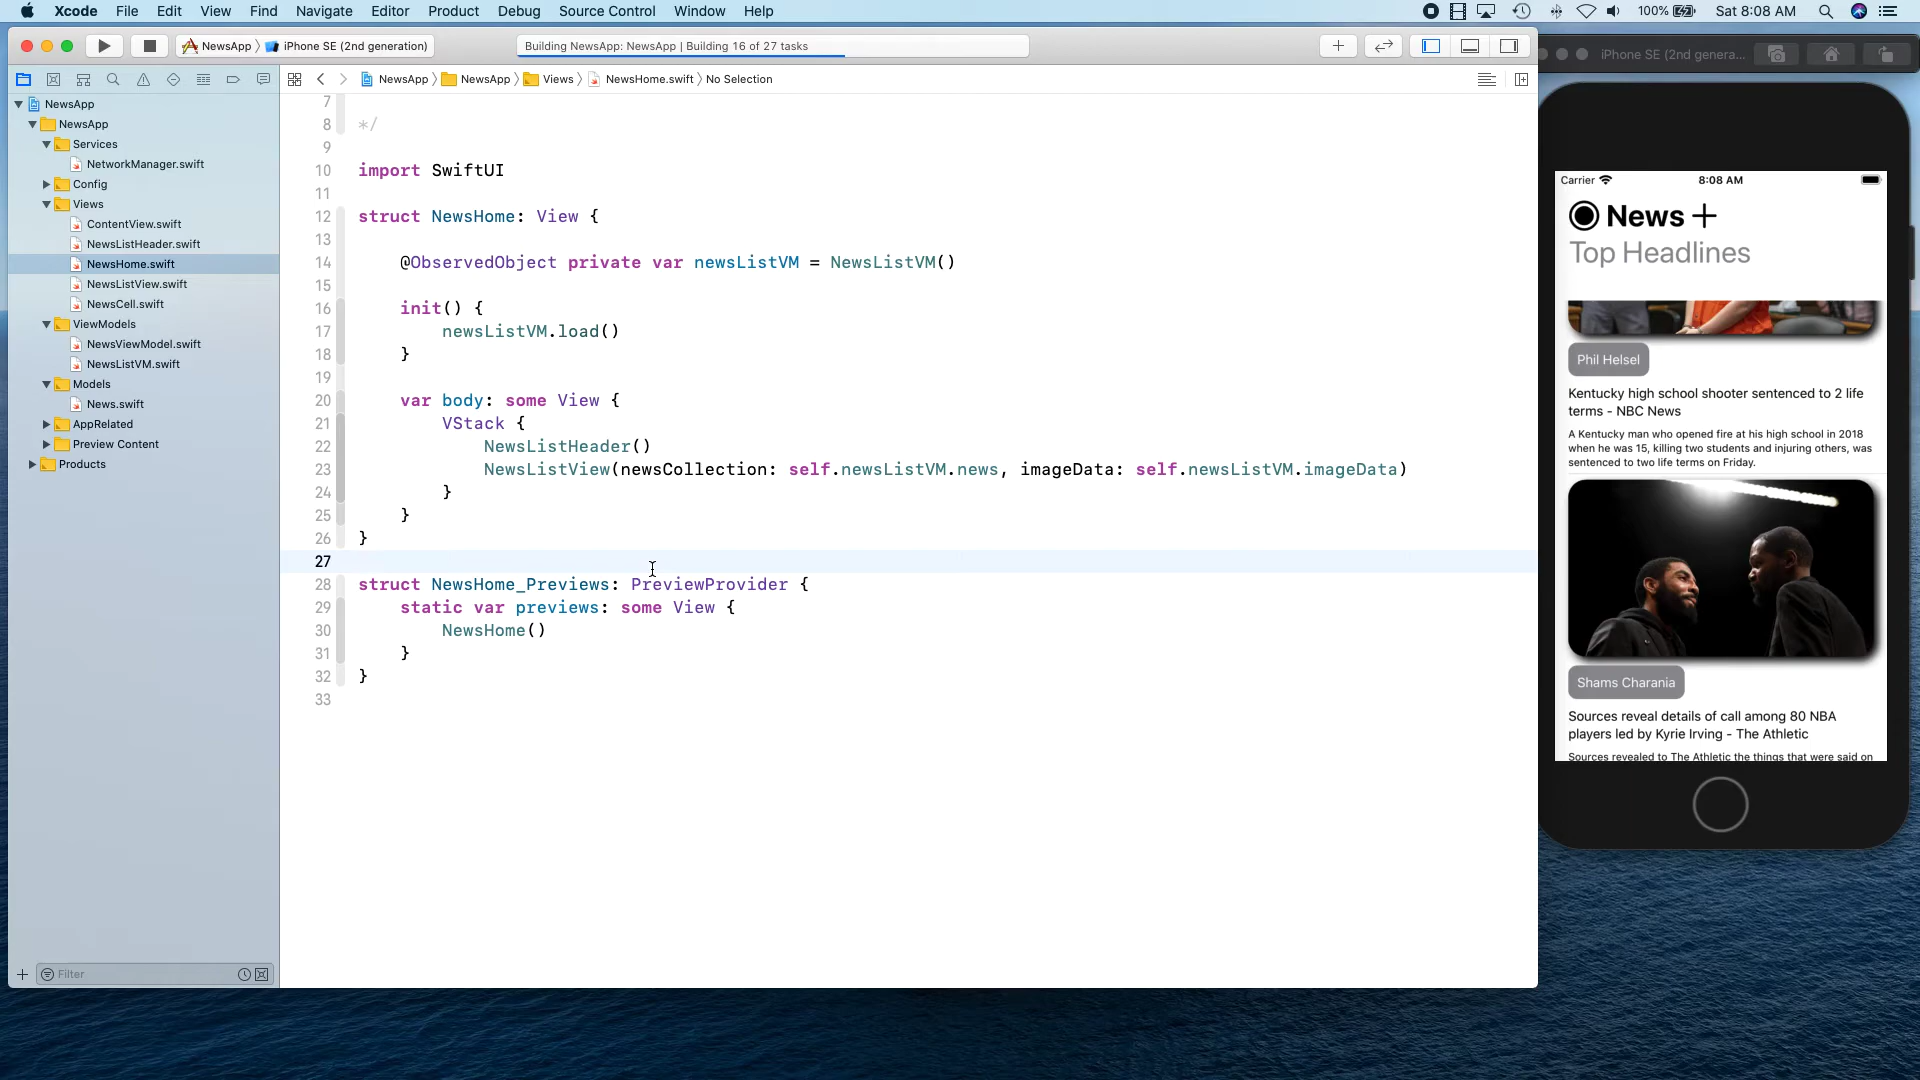 Xcode File Edit View Find Navigate Editor Product Debug Source Control Window Help 100% Sat 8:08 AM
NewsApp iPhone SE (2nd generation) Building NewsApp: NewsApp | Building 16 of 27 tasks
iPhone SE (2nd genera...
NewsApp NewsApp Views NewsHome.swift No Selection
NewsApp
NewsApp
Services
NetworkManager.swift
Config
Views
ContentView.swift
NewsListHeader.swift
NewsHome.swift
NewsListView.swift
NewsCell.swift
ViewModels
NewsViewModel.swift
NewsListVM.swift
Models
News.swift
AppRelated
Preview Content
Products
Filter
7
8 */
9
10 import SwiftUI
11
12 struct NewsHome: View {
13
14 @ObservedObject private var newsListVM = NewsListVM()
15
16 init() {
17 newsListVM.load()
18 }
19
20 var body: some View {
21 VStack {
22 NewsListHeader()
23 NewsListView(newsCollection: self.newsListVM.news, imageData: self.newsListVM.imageData)
24 }
25 }
26 }
27
28 struct NewsHome_Previews: PreviewProvider {
29 static var previews: some View {
30 NewsHome()
31 }
32 }
33
Carrier 8:08 AM
News +
Top Headlines
Phil Helsel
Kentucky high school shooter sentenced to 2 life
terms - NBC News
A Kentucky man who opened fire at his high school in 2018
when he was 15, killing two students and injuring others, was
sentenced to two life terms on Friday.
Shams Charania
Sources reveal details of call among 80 NBA
players led by Kyrie Irving - The Athletic
Sources revealed to The Athletic the things that were said on